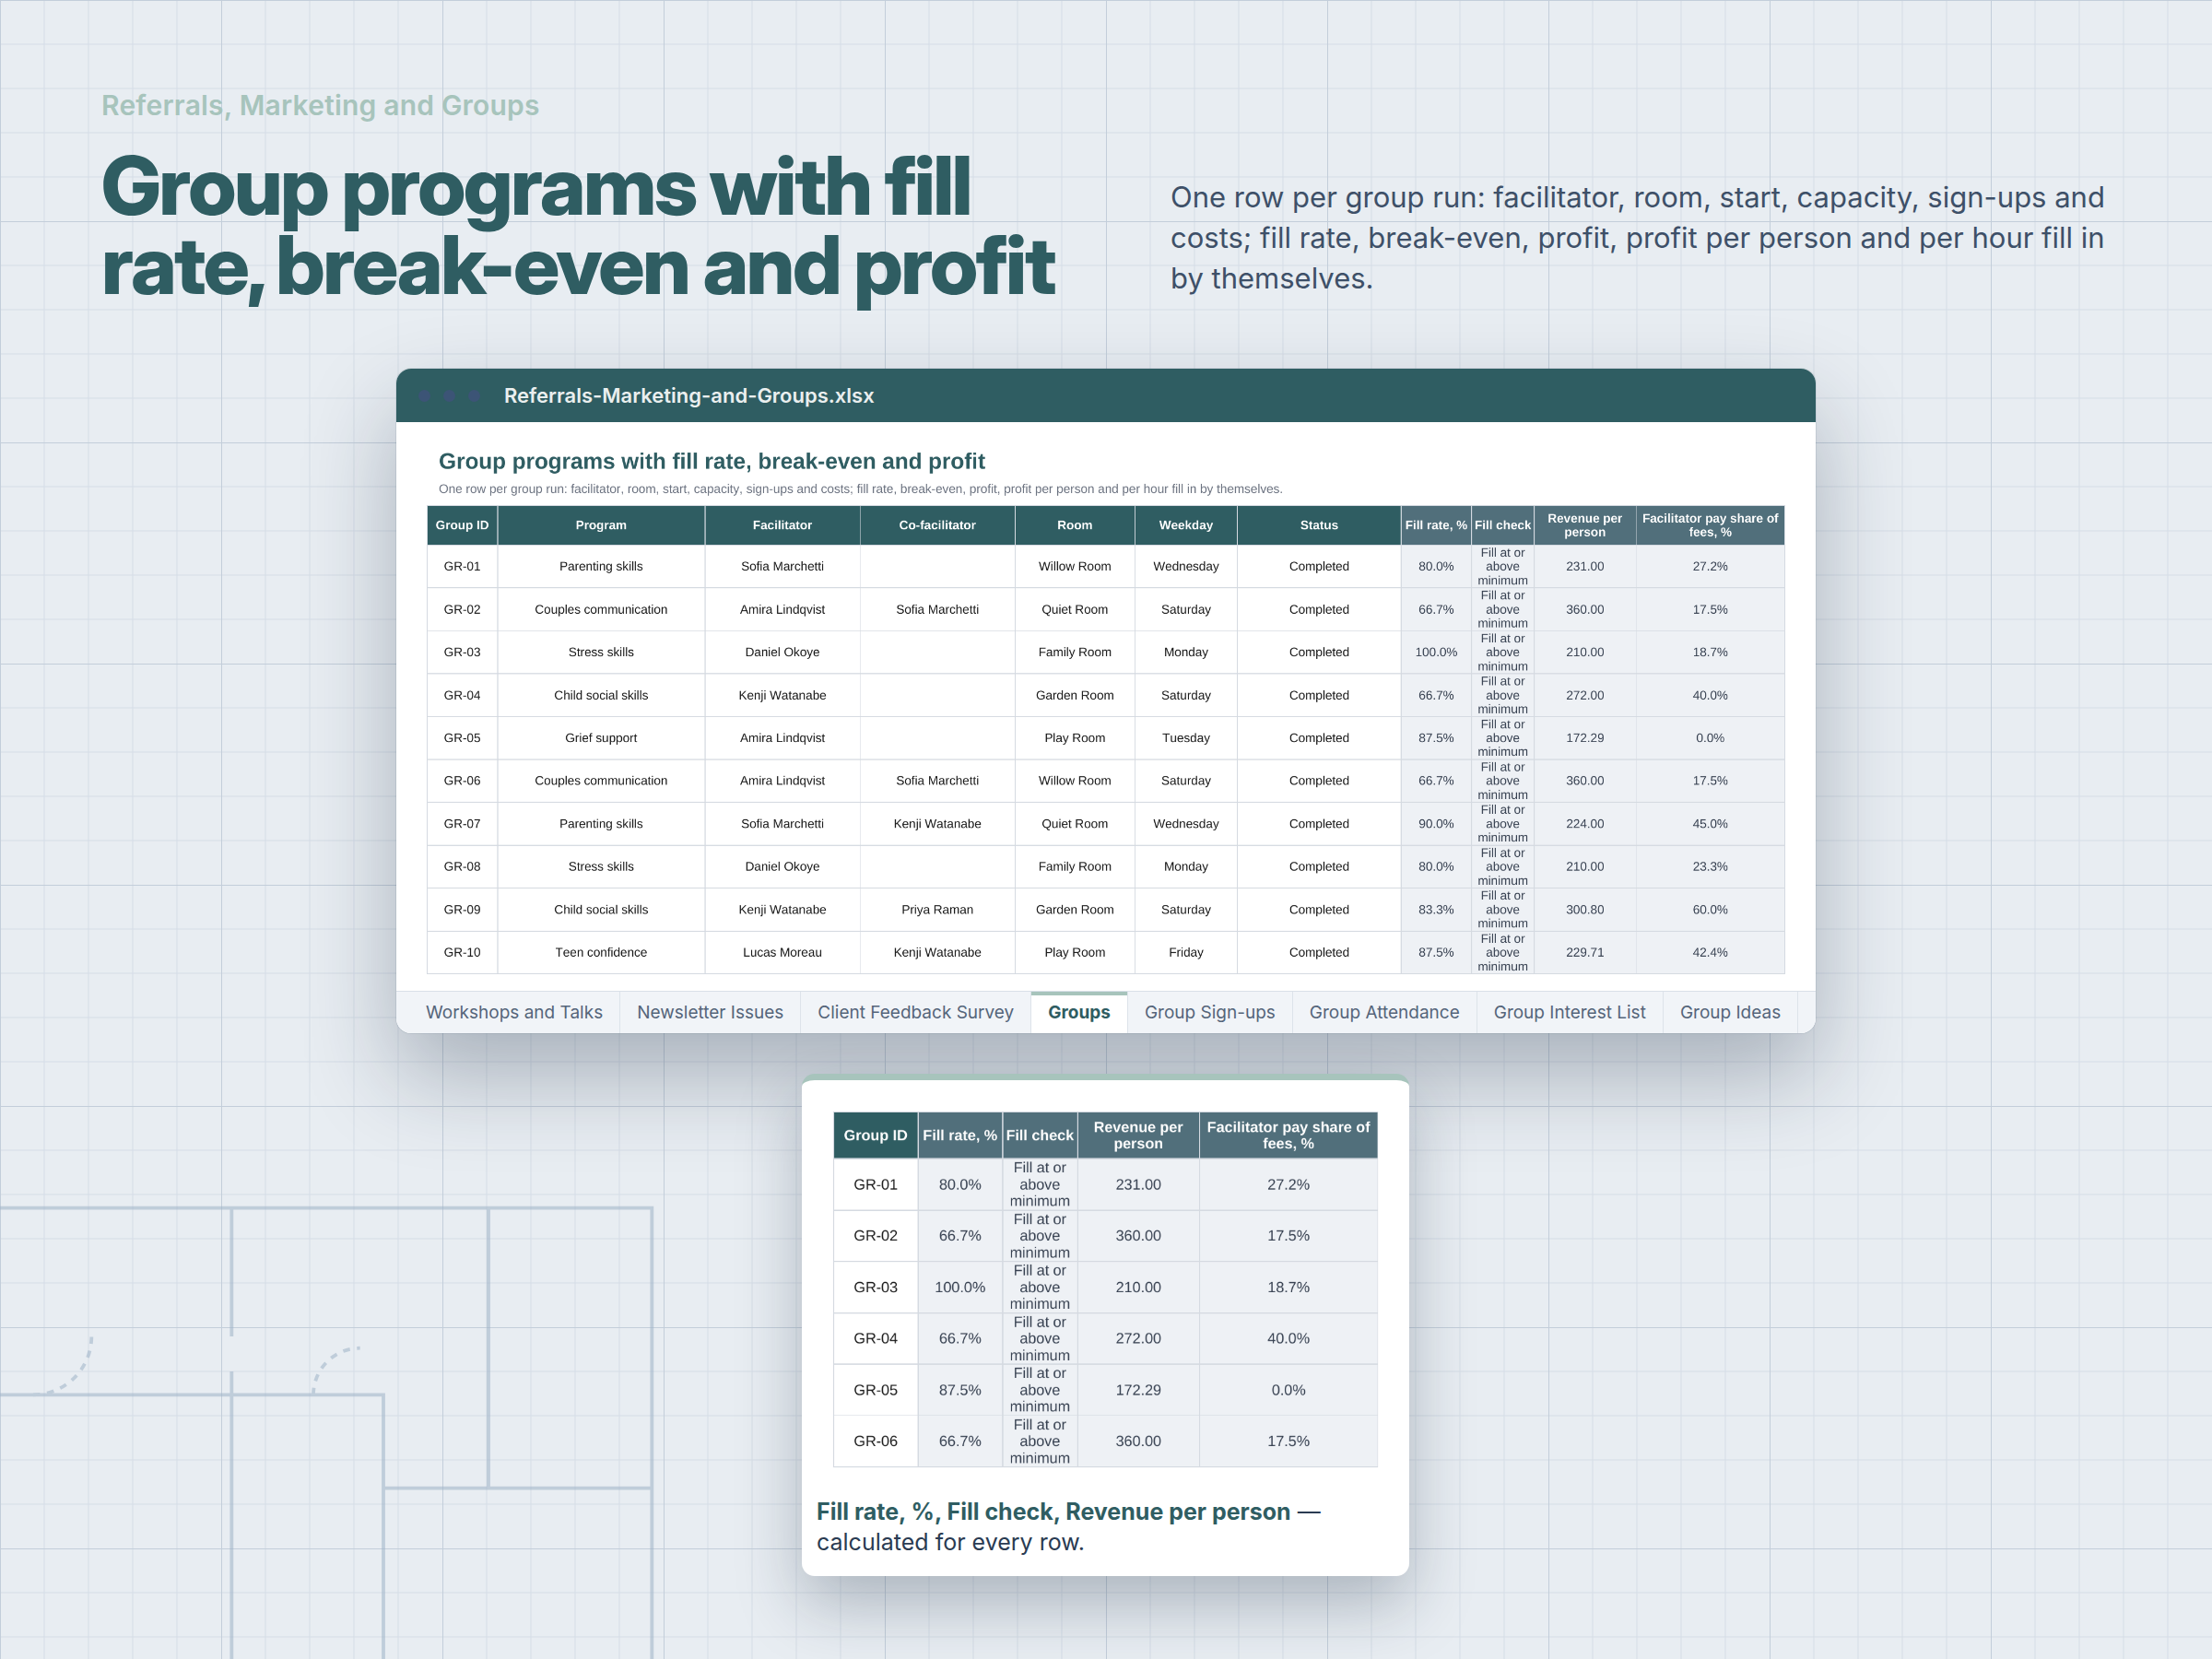 Referrals, Marketing and Groups
Group programs with fill
rate, break-even and profit
One row per group run: facilitator, room, start, capacity, sign-ups and
costs; fill rate, break-even, profit, profit per person and per hour fill in
by themselves.
Referrals-Marketing-and-Groups.xlsx
Group programs with fill rate, break-even and profit
One row per group run: facilitator, room, start, capacity, sign-ups and costs; fill rate, break-even, profit, profit per person and per hour fill in by themselves.
Group ID Program Facilitator Co-facilitator Room Weekday Status Fill rate, % Fill check Revenue per person Facilitator pay share of fees, %
GR-01 Parenting skills Sofia Marchetti Willow Room Wednesday Completed 80.0% Fill at or above minimum 231.00 27.2%
GR-02 Couples communication Amira Lindqvist Sofia Marchetti Quiet Room Saturday Completed 66.7% Fill at or above minimum 360.00 17.5%
GR-03 Stress skills Daniel Okoye Family Room Monday Completed 100.0% Fill at or above minimum 210.00 18.7%
GR-04 Child social skills Kenji Watanabe Garden Room Saturday Completed 66.7% Fill at or above minimum 272.00 40.0%
GR-05 Grief support Amira Lindqvist Play Room Tuesday Completed 87.5% Fill at or above minimum 172.29 0.0%
GR-06 Couples communication Amira Lindqvist Sofia Marchetti Willow Room Saturday Completed 66.7% Fill at or above minimum 360.00 17.5%
GR-07 Parenting skills Sofia Marchetti Kenji Watanabe Quiet Room Wednesday Completed 90.0% Fill at or above minimum 224.00 45.0%
GR-08 Stress skills Daniel Okoye Family Room Monday Completed 80.0% Fill at or above minimum 210.00 23.3%
GR-09 Child social skills Kenji Watanabe Priya Raman Garden Room Saturday Completed 83.3% Fill at or above minimum 300.80 60.0%
GR-10 Teen confidence Lucas Moreau Kenji Watanabe Play Room Friday Completed 87.5% Fill at or above minimum 229.71 42.4%
Workshops and Talks Newsletter Issues Client Feedback Survey Groups Group Sign-ups Group Attendance Group Interest List Group Ideas
Group ID Fill rate, % Fill check Revenue per person Facilitator pay share of fees, %
GR-01 80.0% Fill at or above minimum 231.00 27.2%
GR-02 66.7% Fill at or above minimum 360.00 17.5%
GR-03 100.0% Fill at or above minimum 210.00 18.7%
GR-04 66.7% Fill at or above minimum 272.00 40.0%
GR-05 87.5% Fill at or above minimum 172.29 0.0%
GR-06 66.7% Fill at or above minimum 360.00 17.5%
Fill rate, %, Fill check, Revenue per person —
calculated for every row.